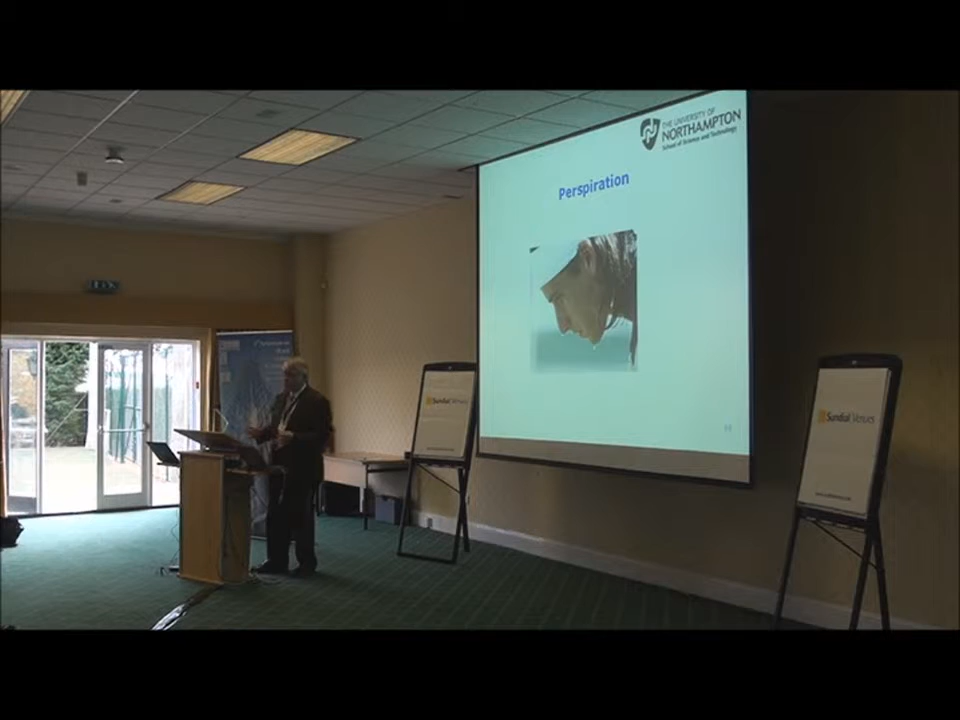 THE UNIVERSITY OF
NORTHAMPTON
School of Science and Technology
Perspiration
Sundial Venues
Sundial Venues